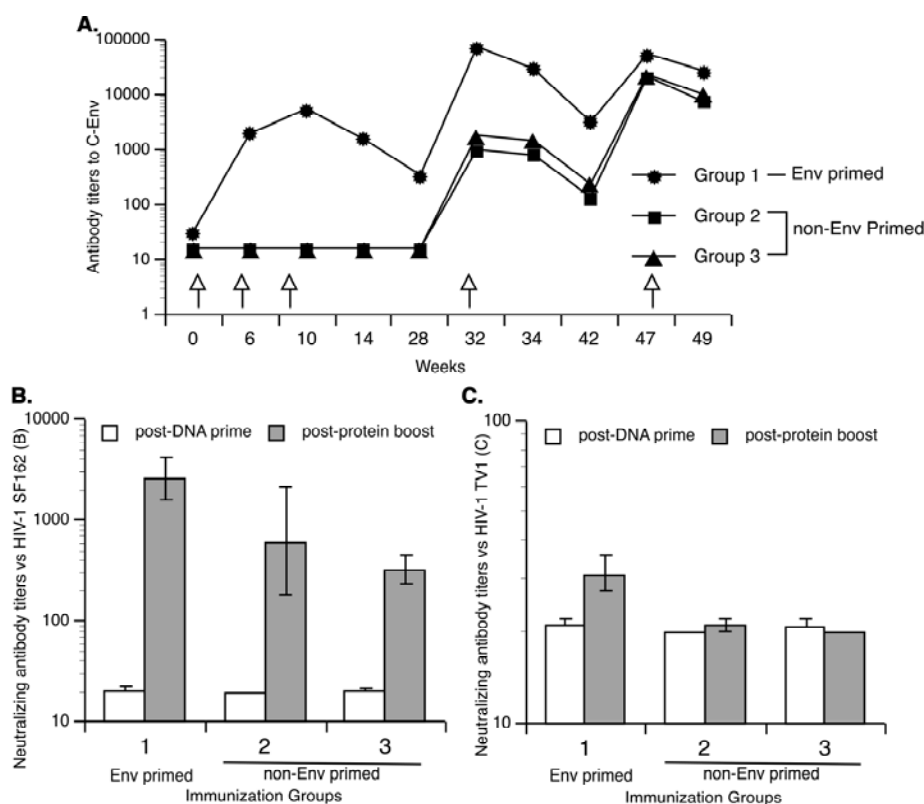 A.
Antibody titers to C-Env
100000
10000
1000
100
10
1
0 6 10 14 28 32 34 42 47 49
Weeks
Group 1 Env primed
Group 2
Group 3
non-Env Primed
B.
Neutralizing antibody titers vs HIV-1 SF162 (B)
10000
1000
100
10
post-DNA prime post-protein boost
1 2 3
Env primed non-Env primed
Immunization Groups
C.
Neutralizing antibody titers vs HIV-1 TV1 (C)
100
10
post-DNA prime post-protein boost
1 2 3
Env primed non-Env primed
Immunization Groups